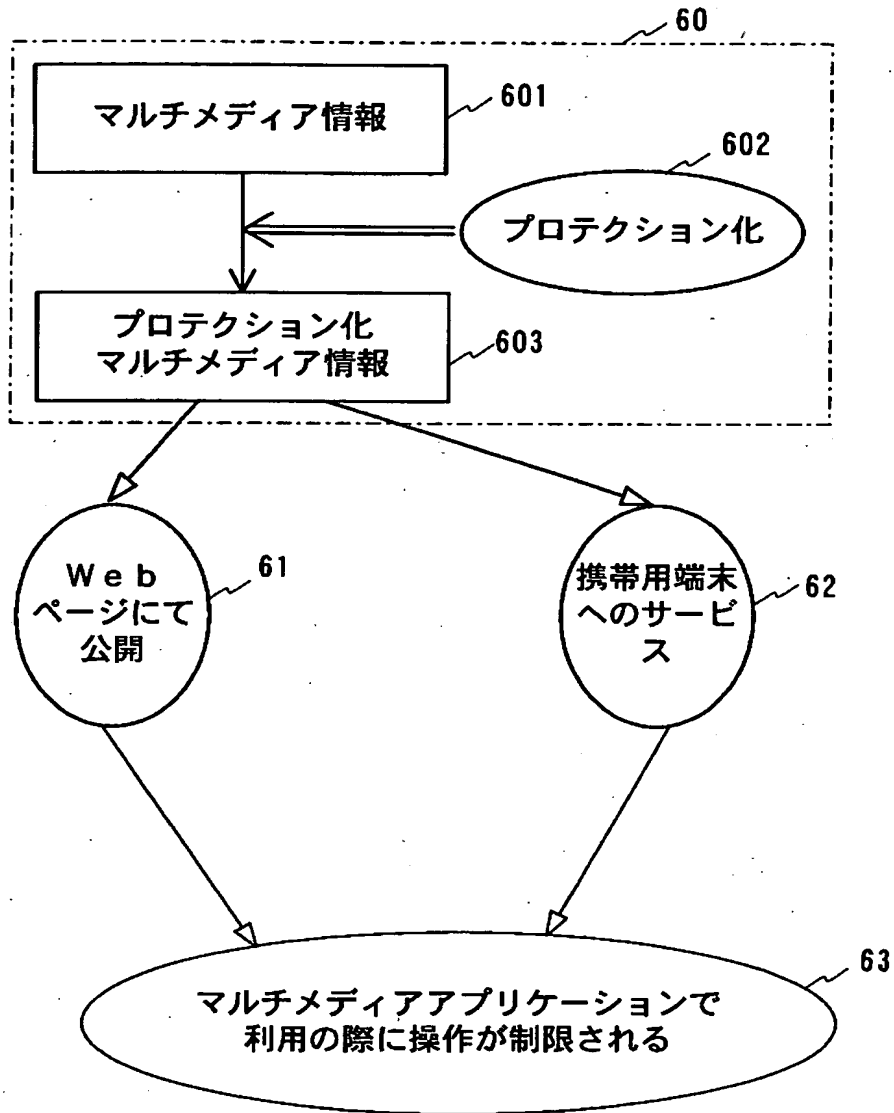 60
マルチメディア情報
601
602
プロテクション化
プロテクション化
マルチメディア情報
603
Ｗｅｂ
ページにて
公開
61
携帯用端末
へのサービ
ス
62
63
マルチメディアアプリケーションで
利用の際に操作が制限される